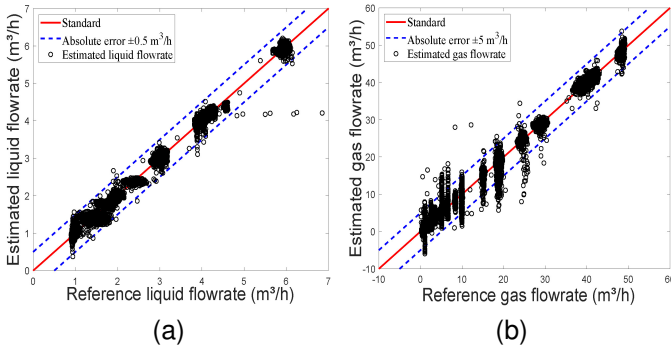 Standard
Absolute error ±0.5 m³/h
Estimated liquid flowrate
Estimated liquid flowrate (m³/h)
7
6
5
4
3
2
1
0
0 1 2 3 4 5 6 7
Reference liquid flowrate (m³/h)
(a)
Standard
Absolute error ±5 m³/h
Estimated gas flowrate
Estimated gas flowrate (m³/h)
60
50
40
30
20
10
0
-10
-10 0 10 20 30 40 50 60
Reference gas flowrate (m³/h)
(b)